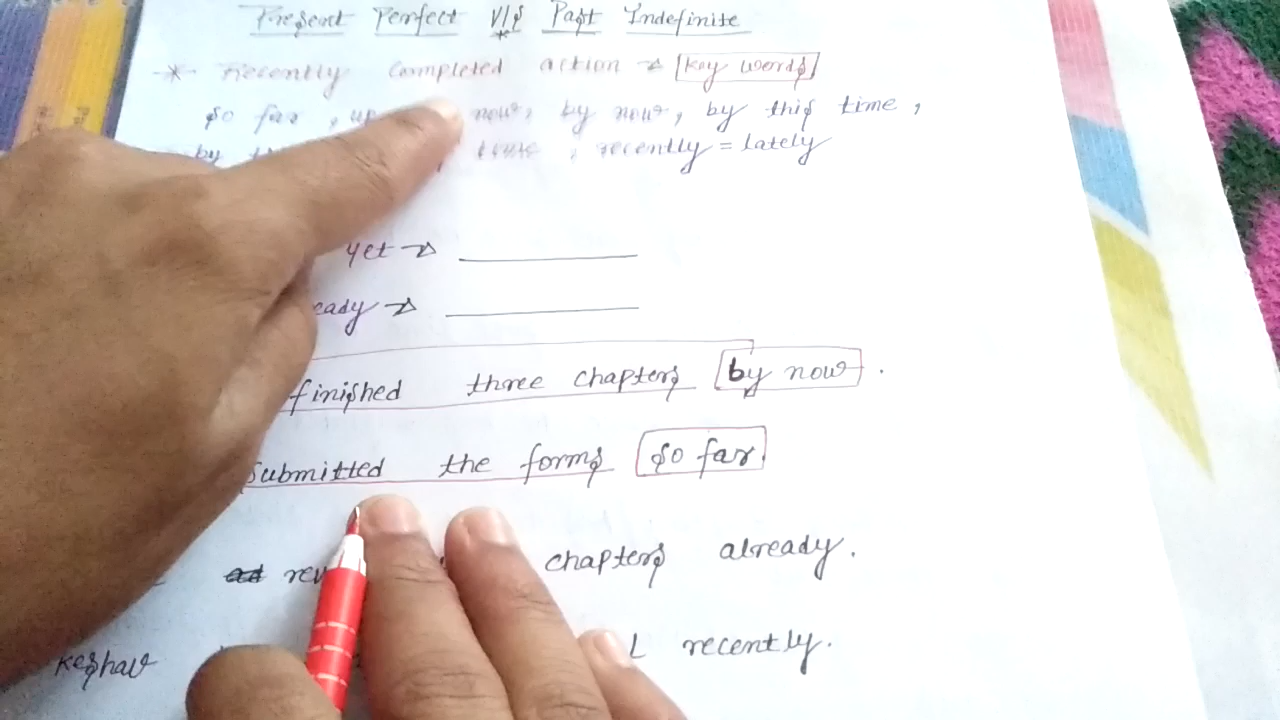 Present Perfect V/s Past Indefinite
* Recently Completed action → Key words
So far, up now, by now, by this time,
by time, recently = lately
yet →
finished three chapters by now.
Submitted the forms so far.
chapters already.
Keshav recently.